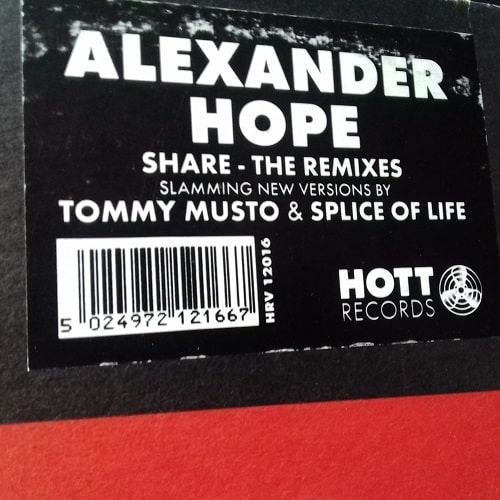 ALEXANDER
HOPE
SHARE - THE REMIXES
SLAMMING NEW VERSIONS BY
TOMMY MUSTO & SPLICE OF LIFE
5 024972 121667
HRV 12016
HOTT
RECORDS